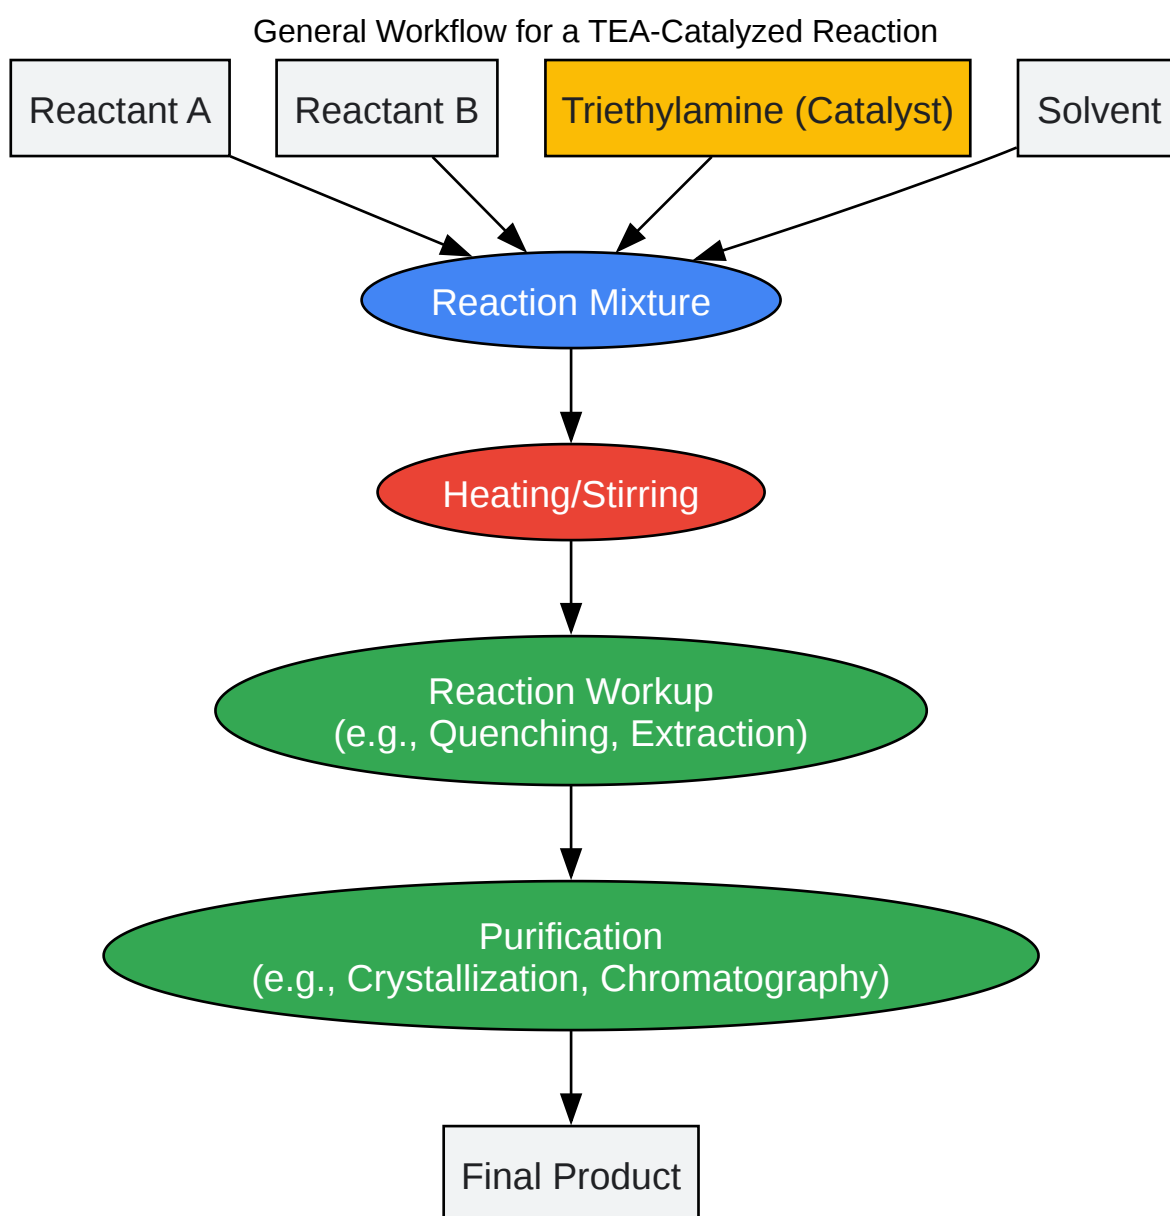 General Workflow for a TEA-Catalyzed Reaction
Reactant A
Reactant B
Triethylamine (Catalyst)
Solvent
Reaction Mixture
Heating/Stirring
Reaction Workup
(e.g., Quenching, Extraction)
Purification
(e.g., Crystallization, Chromatography)
Final Product